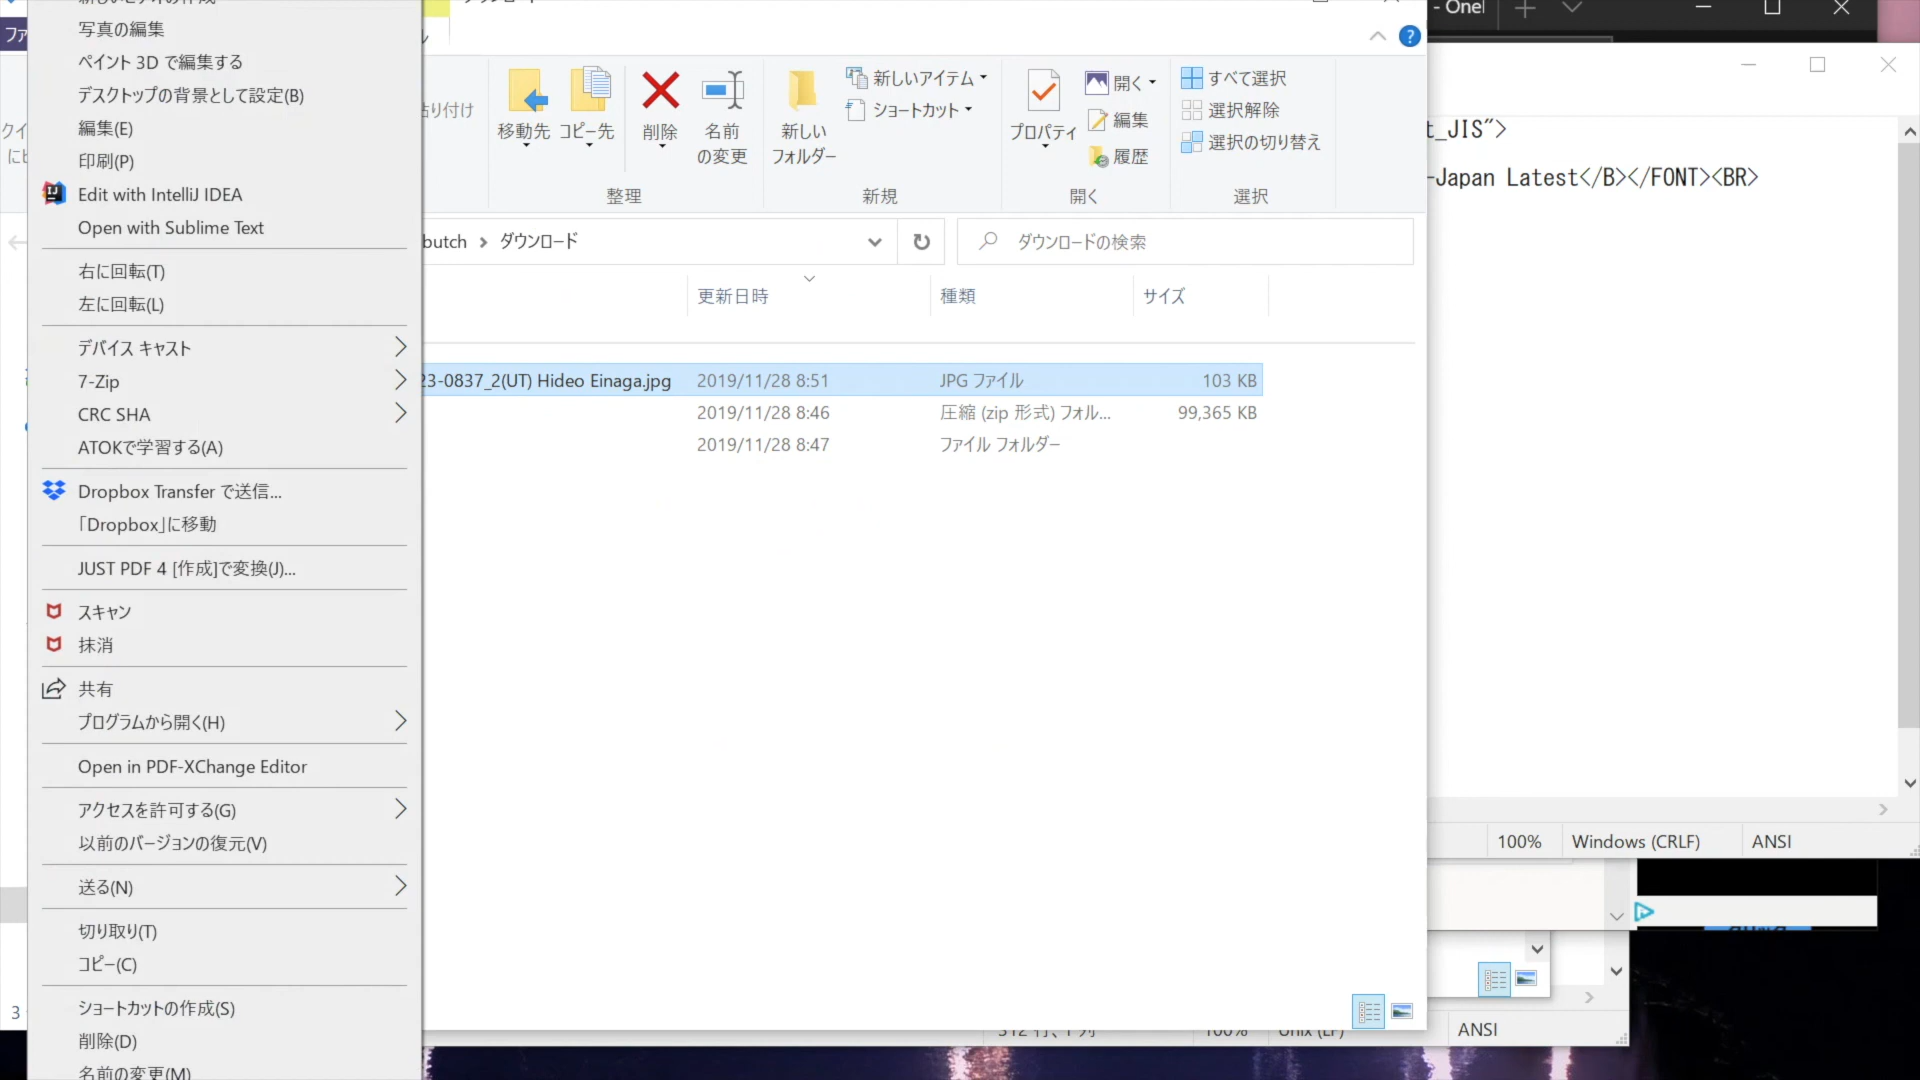 写真の編集
ペイント 3D で編集する
デスクトップの背景として設定(B)
編集(E)
印刷(P)
Edit with IntelliJ IDEA
Open with Sublime Text
右に回転(T)
左に回転(L)
デバイス キャスト
7-Zip
CRC SHA
ATOKで学習する(A)
Dropbox Transfer で送信...
「Dropbox」に移動
JUST PDF 4 [作成]で変換(J)...
スキャン
抹消
共有
プログラムから開く(H)
Open in PDF-XChange Editor
アクセスを許可する(G)
以前のバージョンの復元(V)
送る(N)
切り取り(T)
コピー(C)
ショートカットの作成(S)
削除(D)
名前の変更(M)
ファ
クイ
にピ
3
貼り付け
移動先
コピー先
削除
名前
の変更
整理
新しい
フォルダー
新しいアイテム
ショートカット
新規
プロパティ
開く
編集
履歴
開く
すべて選択
選択解除
選択の切り替え
選択
butch › ダウンロード
ダウンロードの検索
更新日時 種類 サイズ
23-0837_2(UT) Hideo Einaga.jpg 2019/11/28 8:51 JPG ファイル 103 KB
2019/11/28 8:46 圧縮 (zip 形式) フォル... 99,365 KB
2019/11/28 8:47 ファイル フォルダー
- Onel
t_JIS">
-Japan Latest</B></FONT><BR>
100% Windows (CRLF) ANSI
100% Unix (LF) ANSI